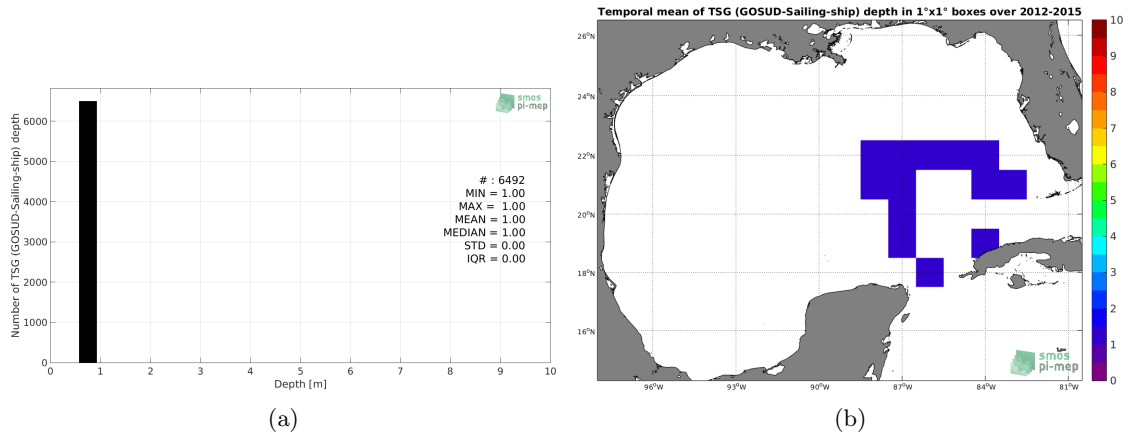 Number of TSG (GOSUD-Sailing-ship) depth
6000
5000
4000
3000
2000
1000
0
0 1 2 3 4 5 6 7 8 9 10
Depth [m]
smos
pi-mep
# : 6492
MIN = 1.00
MAX = 1.00
MEAN = 1.00
MEDIAN = 1.00
STD = 0.00
IQR = 0.00
(a)
Temporal mean of TSG (GOSUD-Sailing-ship) depth in 1°x1° boxes over 2012-2015
26°N
24°N
22°N
20°N
18°N
16°N
96°W 93°W 90°W 87°W 84°W 81°W
smos
pi-mep
10
9
8
7
6
5
4
3
2
1
0
(b)